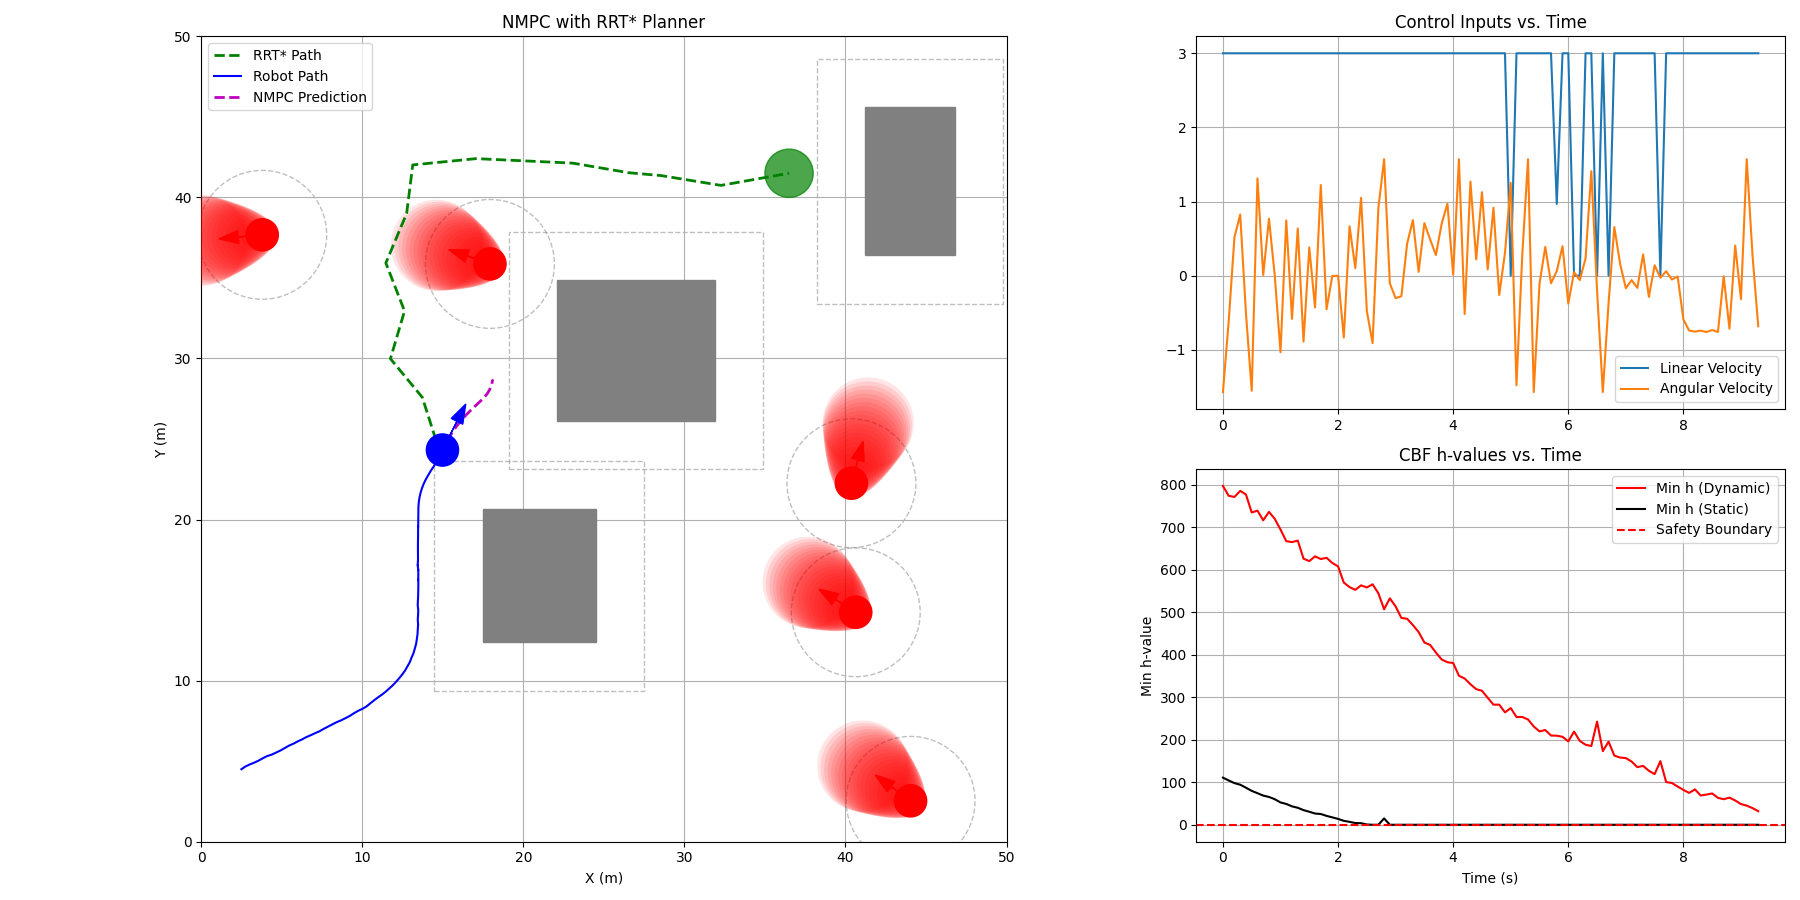 NMPC with RRT* Planner
RRT* Path
Robot Path
NMPC Prediction
50
40
30
20
10
0
Y (m)
0 10 20 30 40 50
X (m)
Control Inputs vs. Time
3
2
1
0
−1
Linear Velocity
Angular Velocity
0 2 4 6 8
CBF h-values vs. Time
Min h (Dynamic)
Min h (Static)
Safety Boundary
800
700
600
500
400
300
200
100
0
Min h-value
0 2 4 6 8
Time (s)